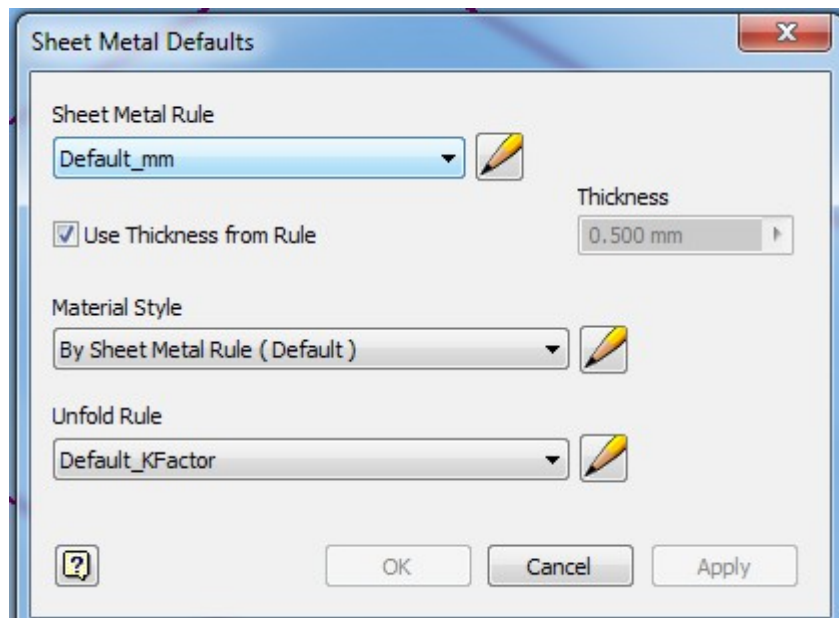 Sheet Metal Defaults
Sheet Metal Rule
Default_mm
Thickness
Use Thickness from Rule
0.500 mm
Material Style
By Sheet Metal Rule ( Default )
Unfold Rule
Default_KFactor
OK
Cancel
Apply